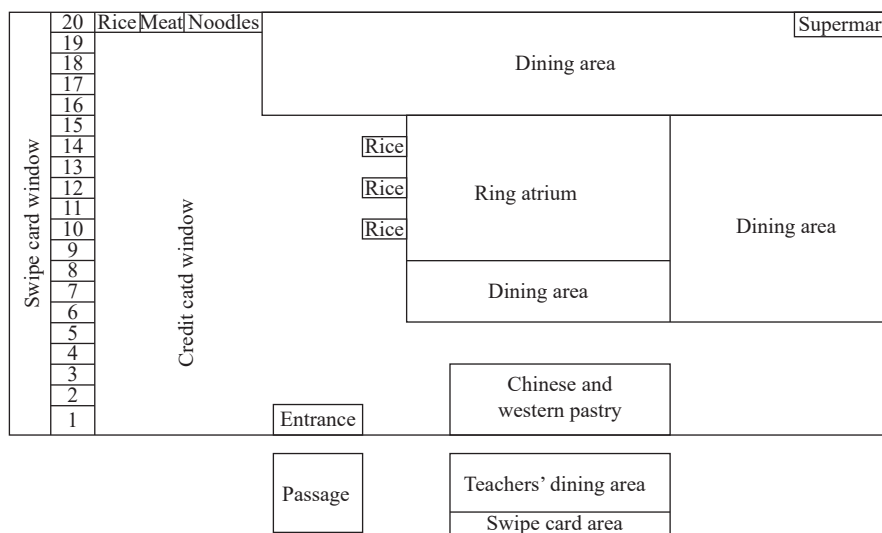 20 Rice Meat Noodles
Supermar
19
18
Dining area
17
16
15
14
Rice
13
12
Rice
Ring atrium
11
10
Rice
Dining area
9
8
7
Dining area
6
5
4
3
2
1
Swipe card window
Credit catd window
Chinese and
western pastry
Entrance
Passage
Teachers’ dining area
Swipe card area